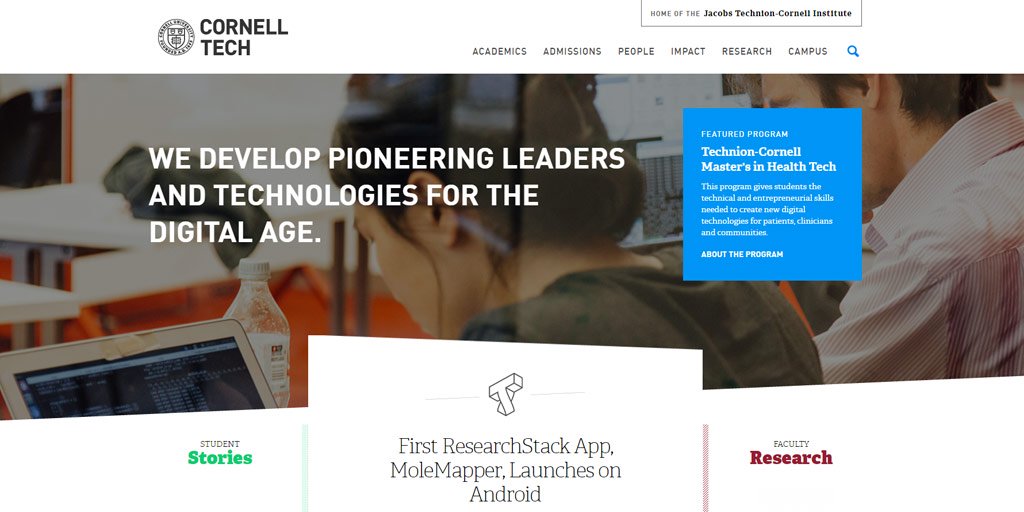 HOME OF THE Jacobs Technion-Cornell Institute
CORNELL
TECH
ACADEMICS ADMISSIONS PEOPLE IMPACT RESEARCH CAMPUS
WE DEVELOP PIONEERING LEADERS
AND TECHNOLOGIES FOR THE
DIGITAL AGE.
FEATURED PROGRAM
Technion-Cornell
Master's in Health Tech
This program gives students the
technical and entrepreneurial skills
needed to create new digital
technologies for patients, clinicians
and communities.
ABOUT THE PROGRAM
STUDENT
Stories
First ResearchStack App,
MoleMapper, Launches on
Android
FACULTY
Research